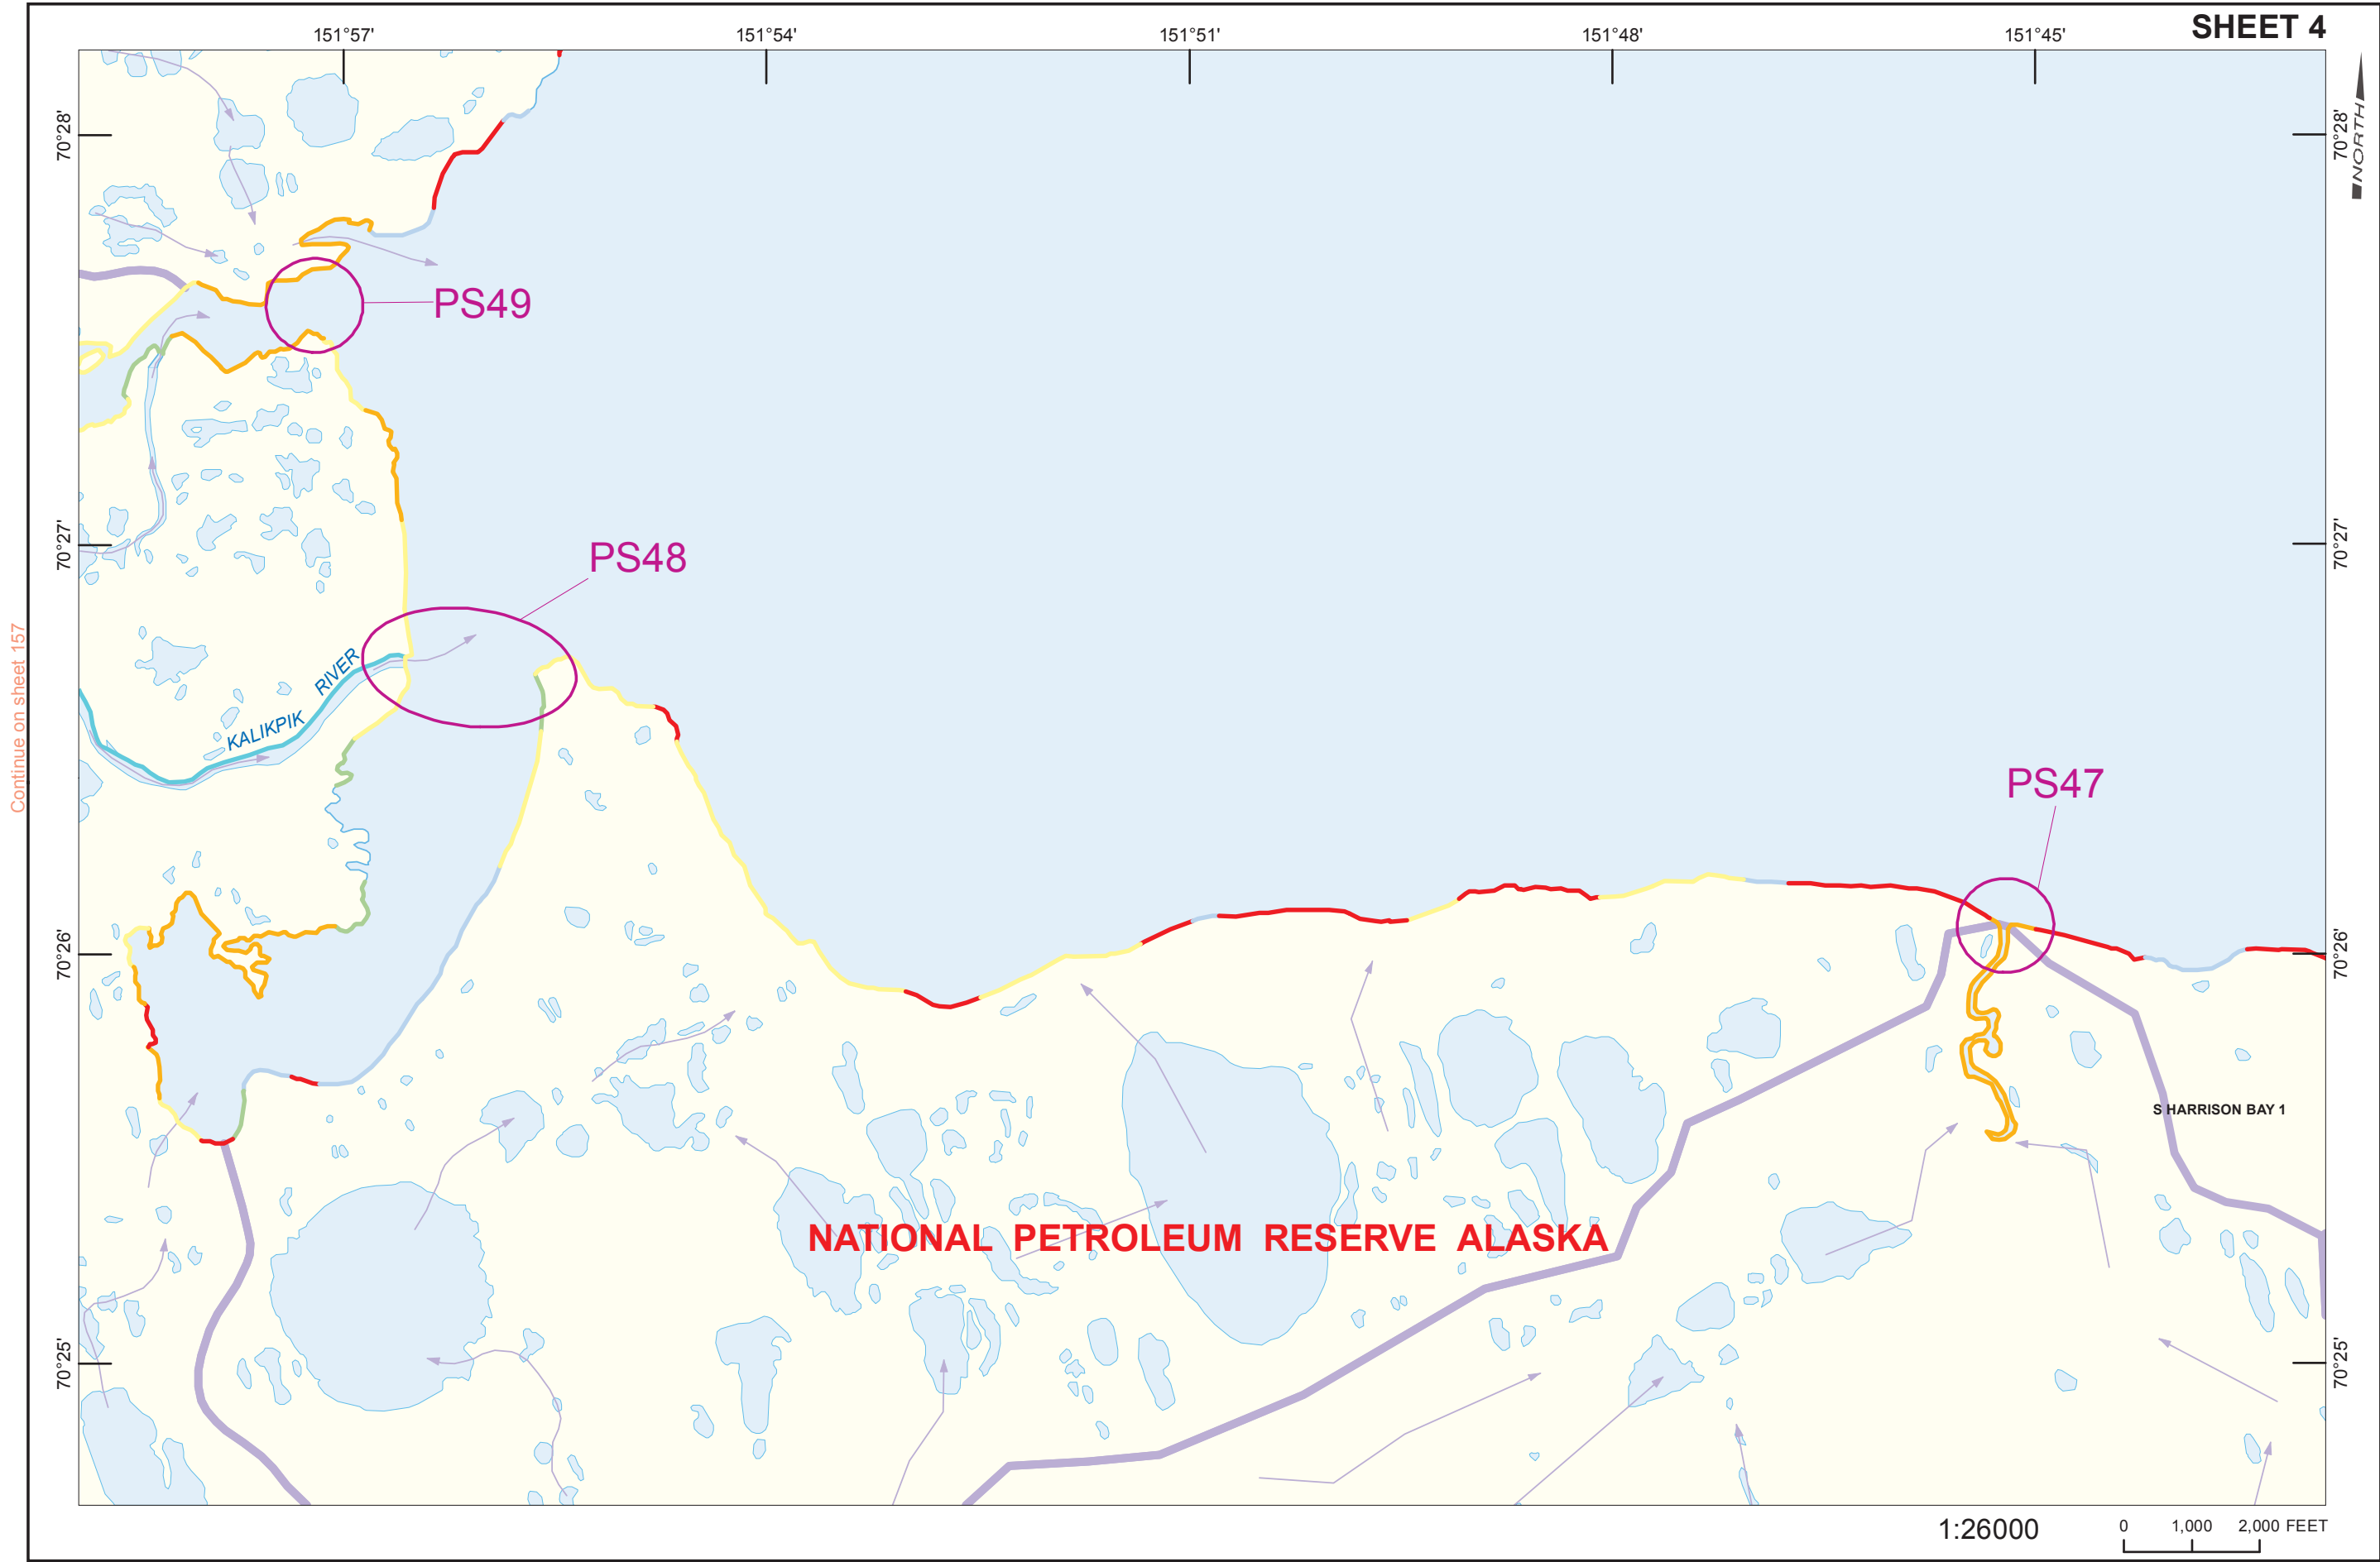 SHEET 4
151°57' 151°54' 151°51' 151°48' 151°45'
NORTH
70°28' 70°28'
PS49
70°27' 70°27'
PS48
Continue on sheet 157
RIVER
KALIKPIK
PS47
70°26' 70°26'
S HARRISON BAY 1
NATIONAL PETROLEUM RESERVE ALASKA
70°25' 70°25'
1:26000 0 1,000 2,000 FEET